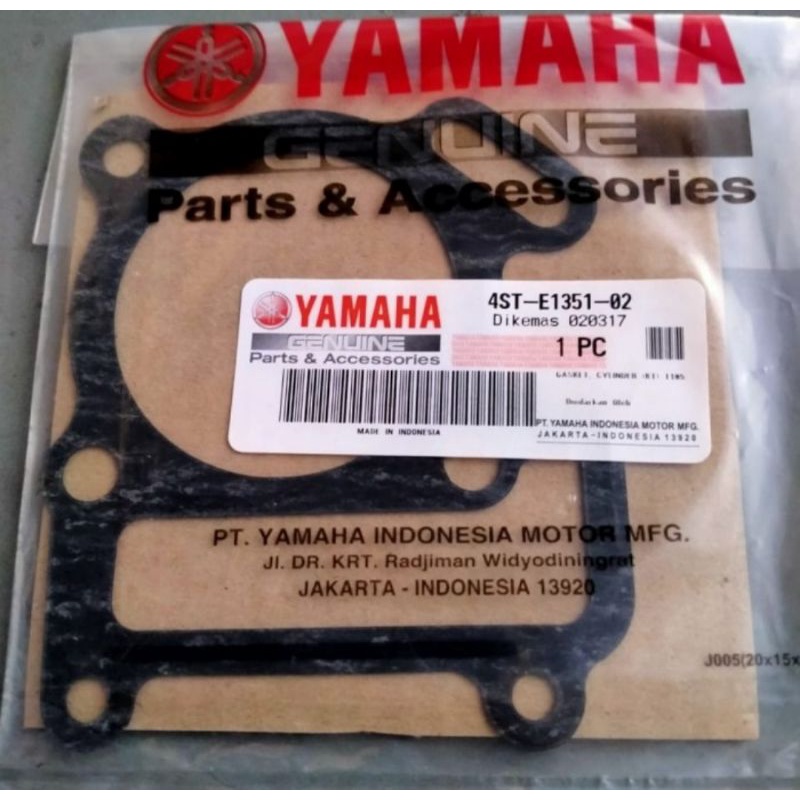 YAMAHA
GENUINE
Parts & Accessories
YAMAHA
GENUINE
Parts & Accessories
MADE IN INDONESIA
4ST-E1351-02
Dikemas 020317
1 PC
GASKET, CYLINDER
PT. YAMAHA INDONESIA MOTOR MFG.
JAKARTA-INDONESIA 13920
PT. YAMAHA INDONESIA MOTOR MFG.
Jl. DR. KRT. Radjiman Widyodiningrat
JAKARTA - INDONESIA 13920
J005(20x15x